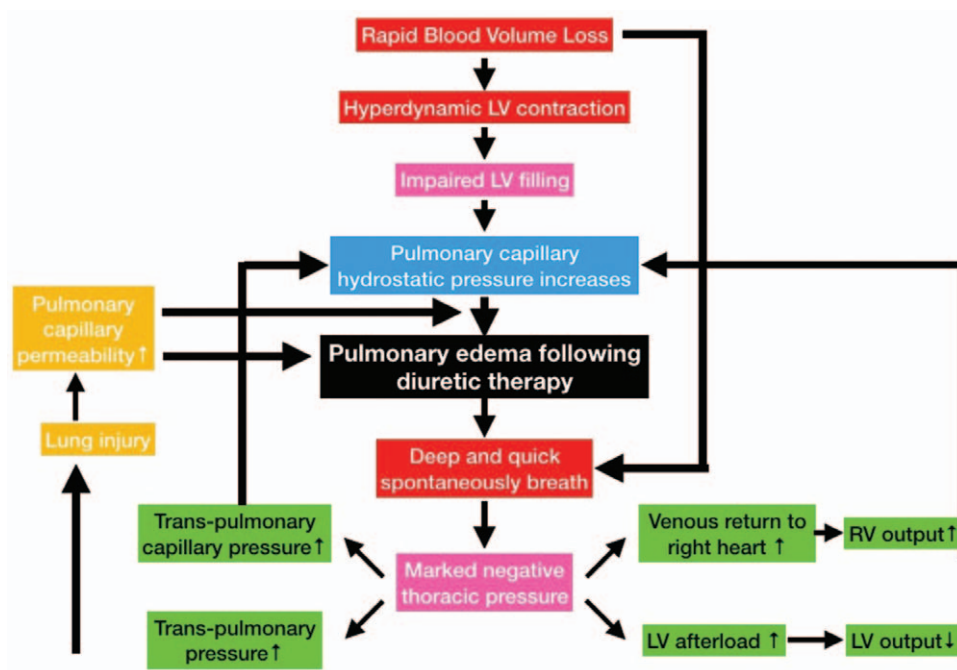 Rapid Blood Volume Loss
Hyperdynamic LV contraction
Impaired LV filling
Pulmonary capillary
hydrostatic pressure increases
Pulmonary
capillary
permeability↑
Pulmonary edema following
diuretic therapy
Lung injury
Deep and quick
spontaneously breath
Trans-pulmonary
capillary pressure↑
Venous return to
right heart ↑
RV output↑
Marked negative
thoracic pressure
Trans-pulmonary
pressure↑
LV afterload ↑
LV output↓